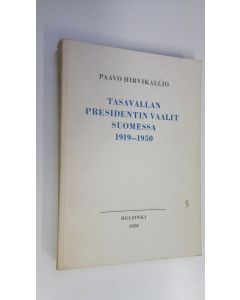 PAAVO HIRVIKALLIO
TASAVALLAN
PRESIDENTIN VAALIT
SUOMESSA
1919–1950
HELSINKI
1958